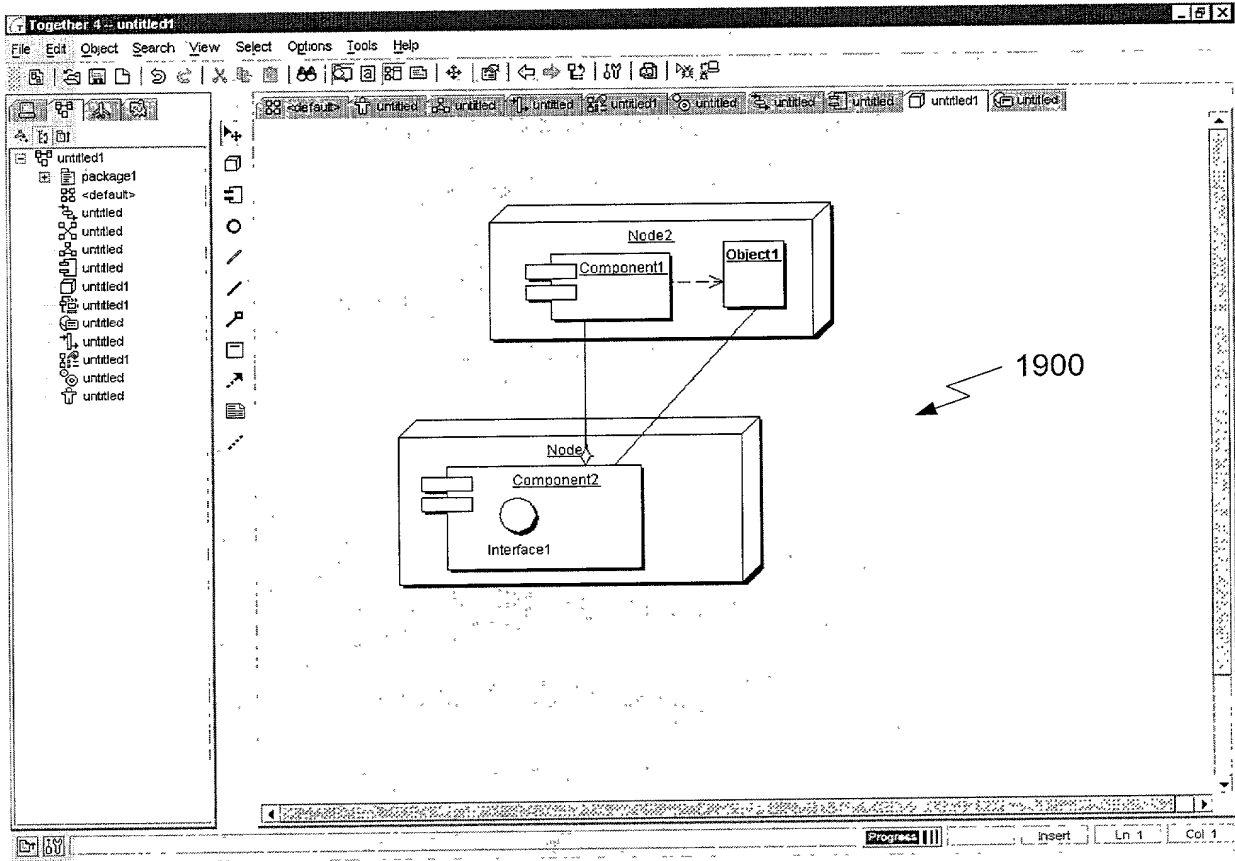 Together 4 -- untitled1
File Edit Object Search View Select Options Tools Help
<default> untitled untitled untitled untitled1 untitled untitled untitled untitled1 untitled
untitled1
package1
<default>
untitled
untitled
untitled
untitled
untitled1
untitled1
untitled
untitled
untitled1
untitled
untitled
Node2
Component1
Object1
1900
Node
Component2
Interface1
Progress Insert Ln 1 Col 1